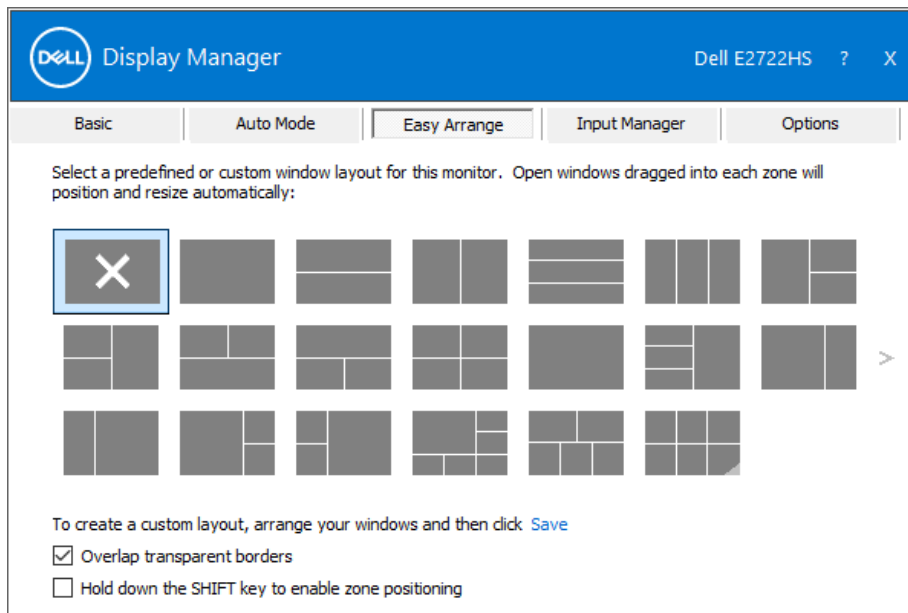 DELL Display Manager Dell E2722HS ? X
Basic Auto Mode Easy Arrange Input Manager Options
Select a predefined or custom window layout for this monitor. Open windows dragged into each zone will
position and resize automatically:
>
To create a custom layout, arrange your windows and then click Save
Overlap transparent borders
Hold down the SHIFT key to enable zone positioning